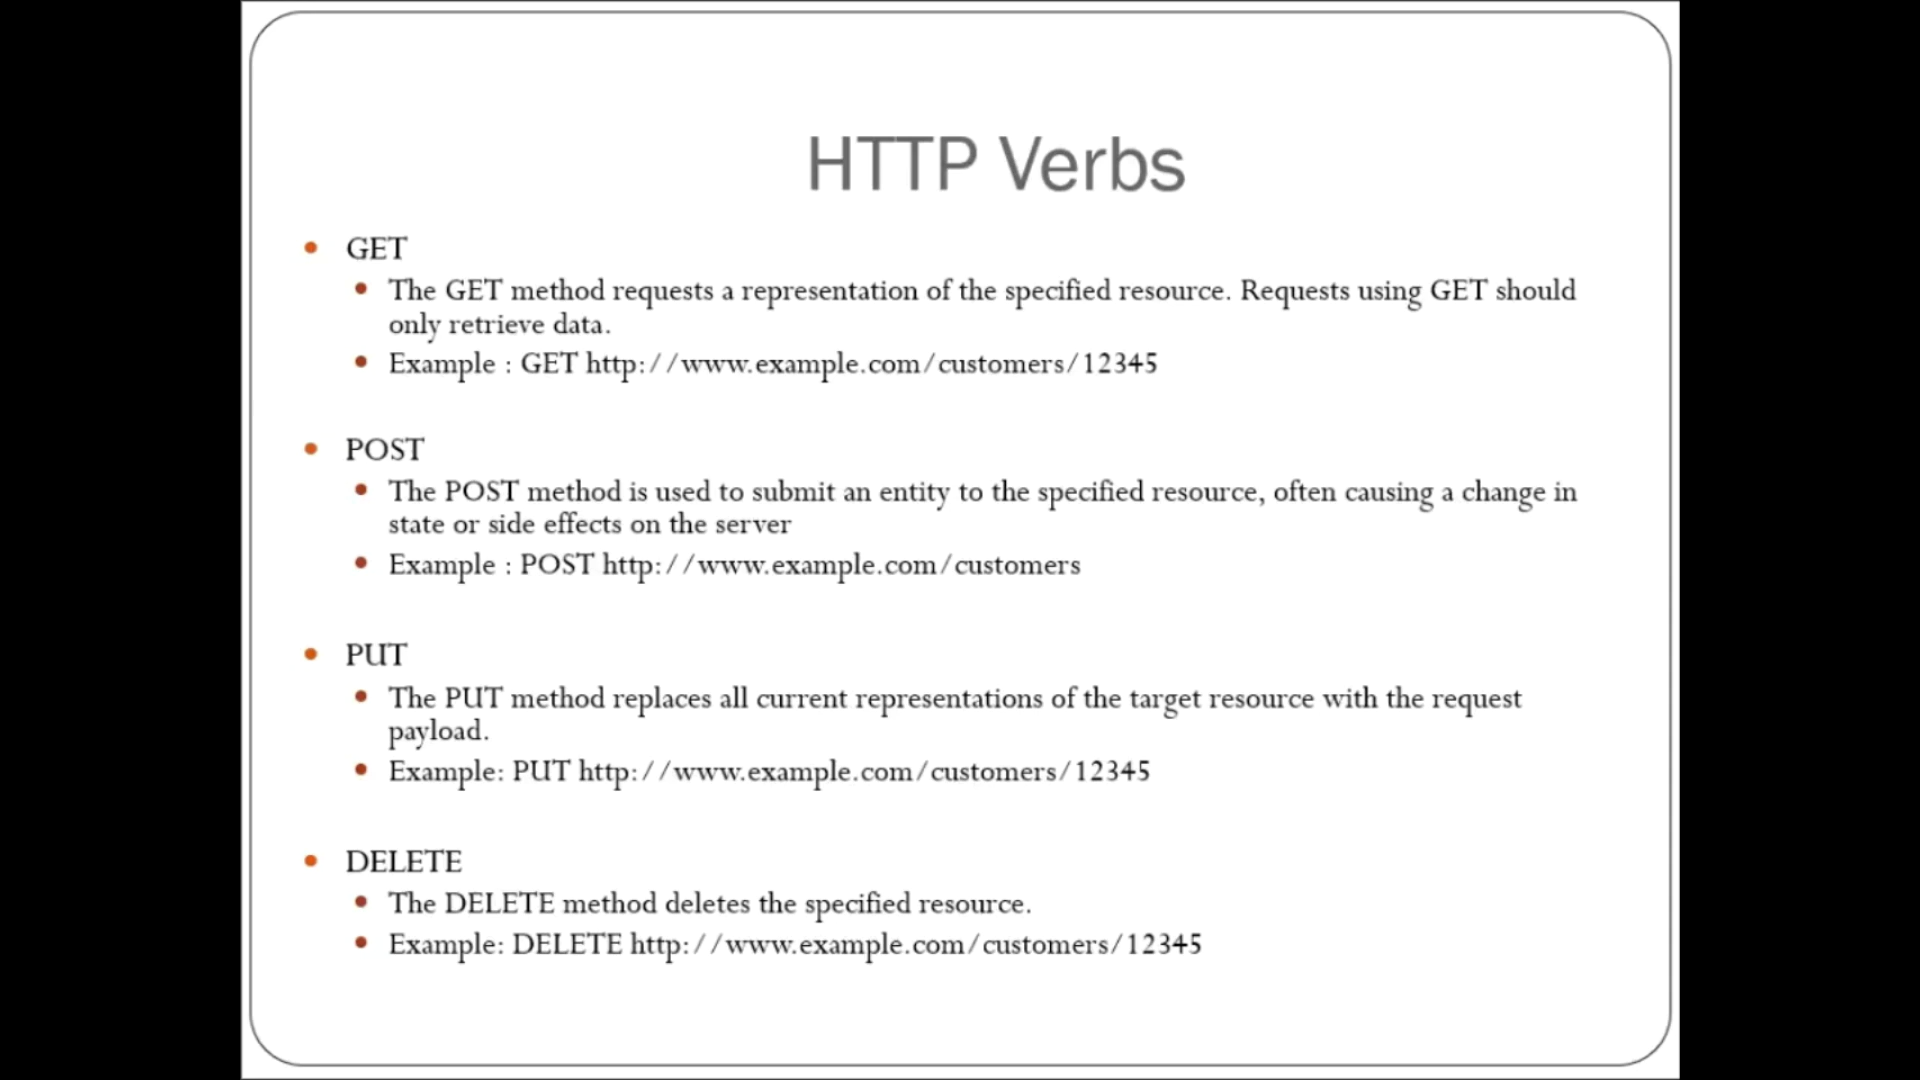 HTTP Verbs
GET
The GET method requests a representation of the specified resource. Requests using GET should
only retrieve data.
Example : GET http://www.example.com/customers/12345
POST
The POST method is used to submit an entity to the specified resource, often causing a change in
state or side effects on the server
Example : POST http://www.example.com/customers
PUT
The PUT method replaces all current representations of the target resource with the request
payload.
Example: PUT http://www.example.com/customers/12345
DELETE
The DELETE method deletes the specified resource.
Example: DELETE http://www.example.com/customers/12345